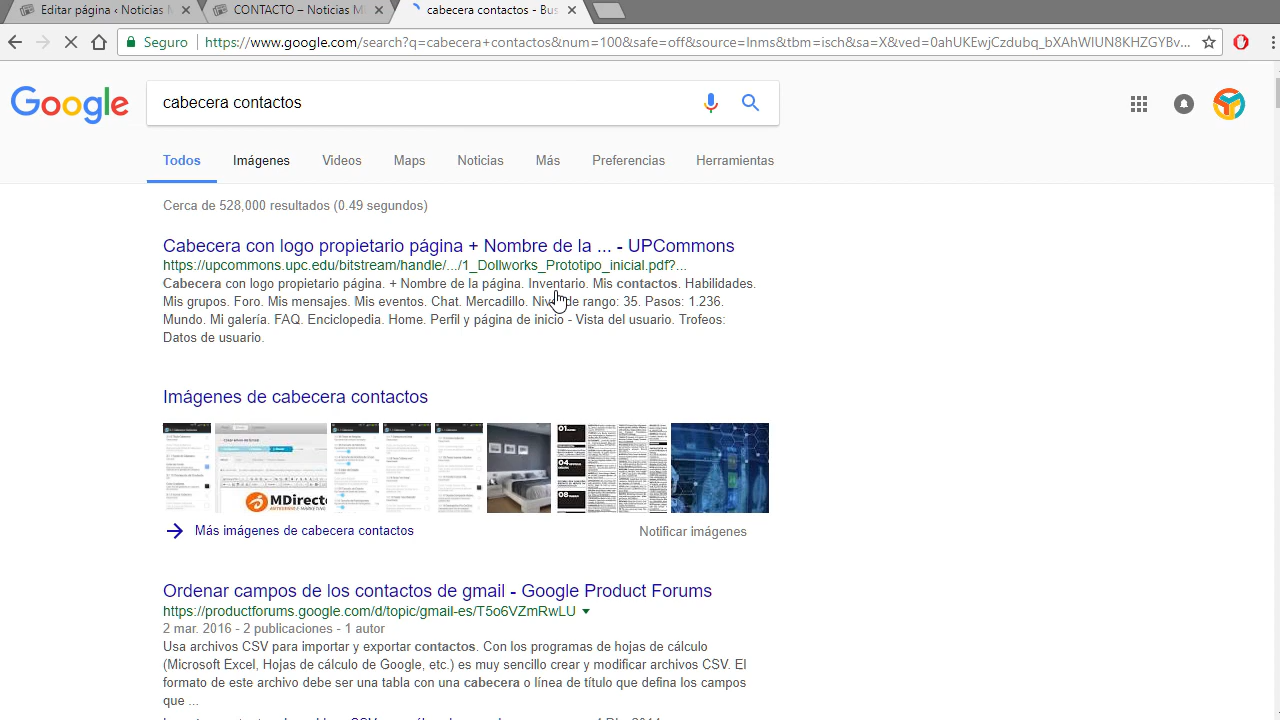 Editar página ‹ Noticias M
CONTACTO – Noticias M
cabecera contactos - Bus
Seguro
https://www.google.com/search?q=cabecera+contactos&num=100&safe=off&source=lnms&tbm=isch&sa=X&ved=0ahUKEwjCzdubq_bXAhWIUN8KHZGYBv...
Google
cabecera contactos
Todos
Imágenes
Videos
Maps
Noticias
Más
Preferencias
Herramientas
Cerca de 528,000 resultados (0.49 segundos)
Cabecera con logo propietario página + Nombre de la ... - UPCommons
https://upcommons.upc.edu/bitstream/handle/.../1_Dollworks_Prototipo_inicial.pdf?...
Cabecera con logo propietario página. + Nombre de la página. Inventario. Mis contactos. Habilidades.
Mis grupos. Foro. Mis mensajes. Mis eventos. Chat. Mercadillo. Nivel de rango: 35. Pasos: 1.236.
Mundo. Mi galería. FAQ. Enciclopedia. Home. Perfil y página de inicio - Vista del usuario. Trofeos:
Datos de usuario.
Imágenes de cabecera contactos
MDirect
01
04
08
Más imágenes de cabecera contactos
Notificar imágenes
Ordenar campos de los contactos de gmail - Google Product Forums
https://productforums.google.com/d/topic/gmail-es/T5o6VZmRwLU
2 mar. 2016 - 2 publicaciones - 1 autor
Usa archivos CSV para importar y exportar contactos. Con los programas de hojas de cálculo
(Microsoft Excel, Hojas de cálculo de Google, etc.) es muy sencillo crear y modificar archivos CSV. El
formato de este archivo debe ser una tabla con una cabecera o línea de título que defina los campos
que ...